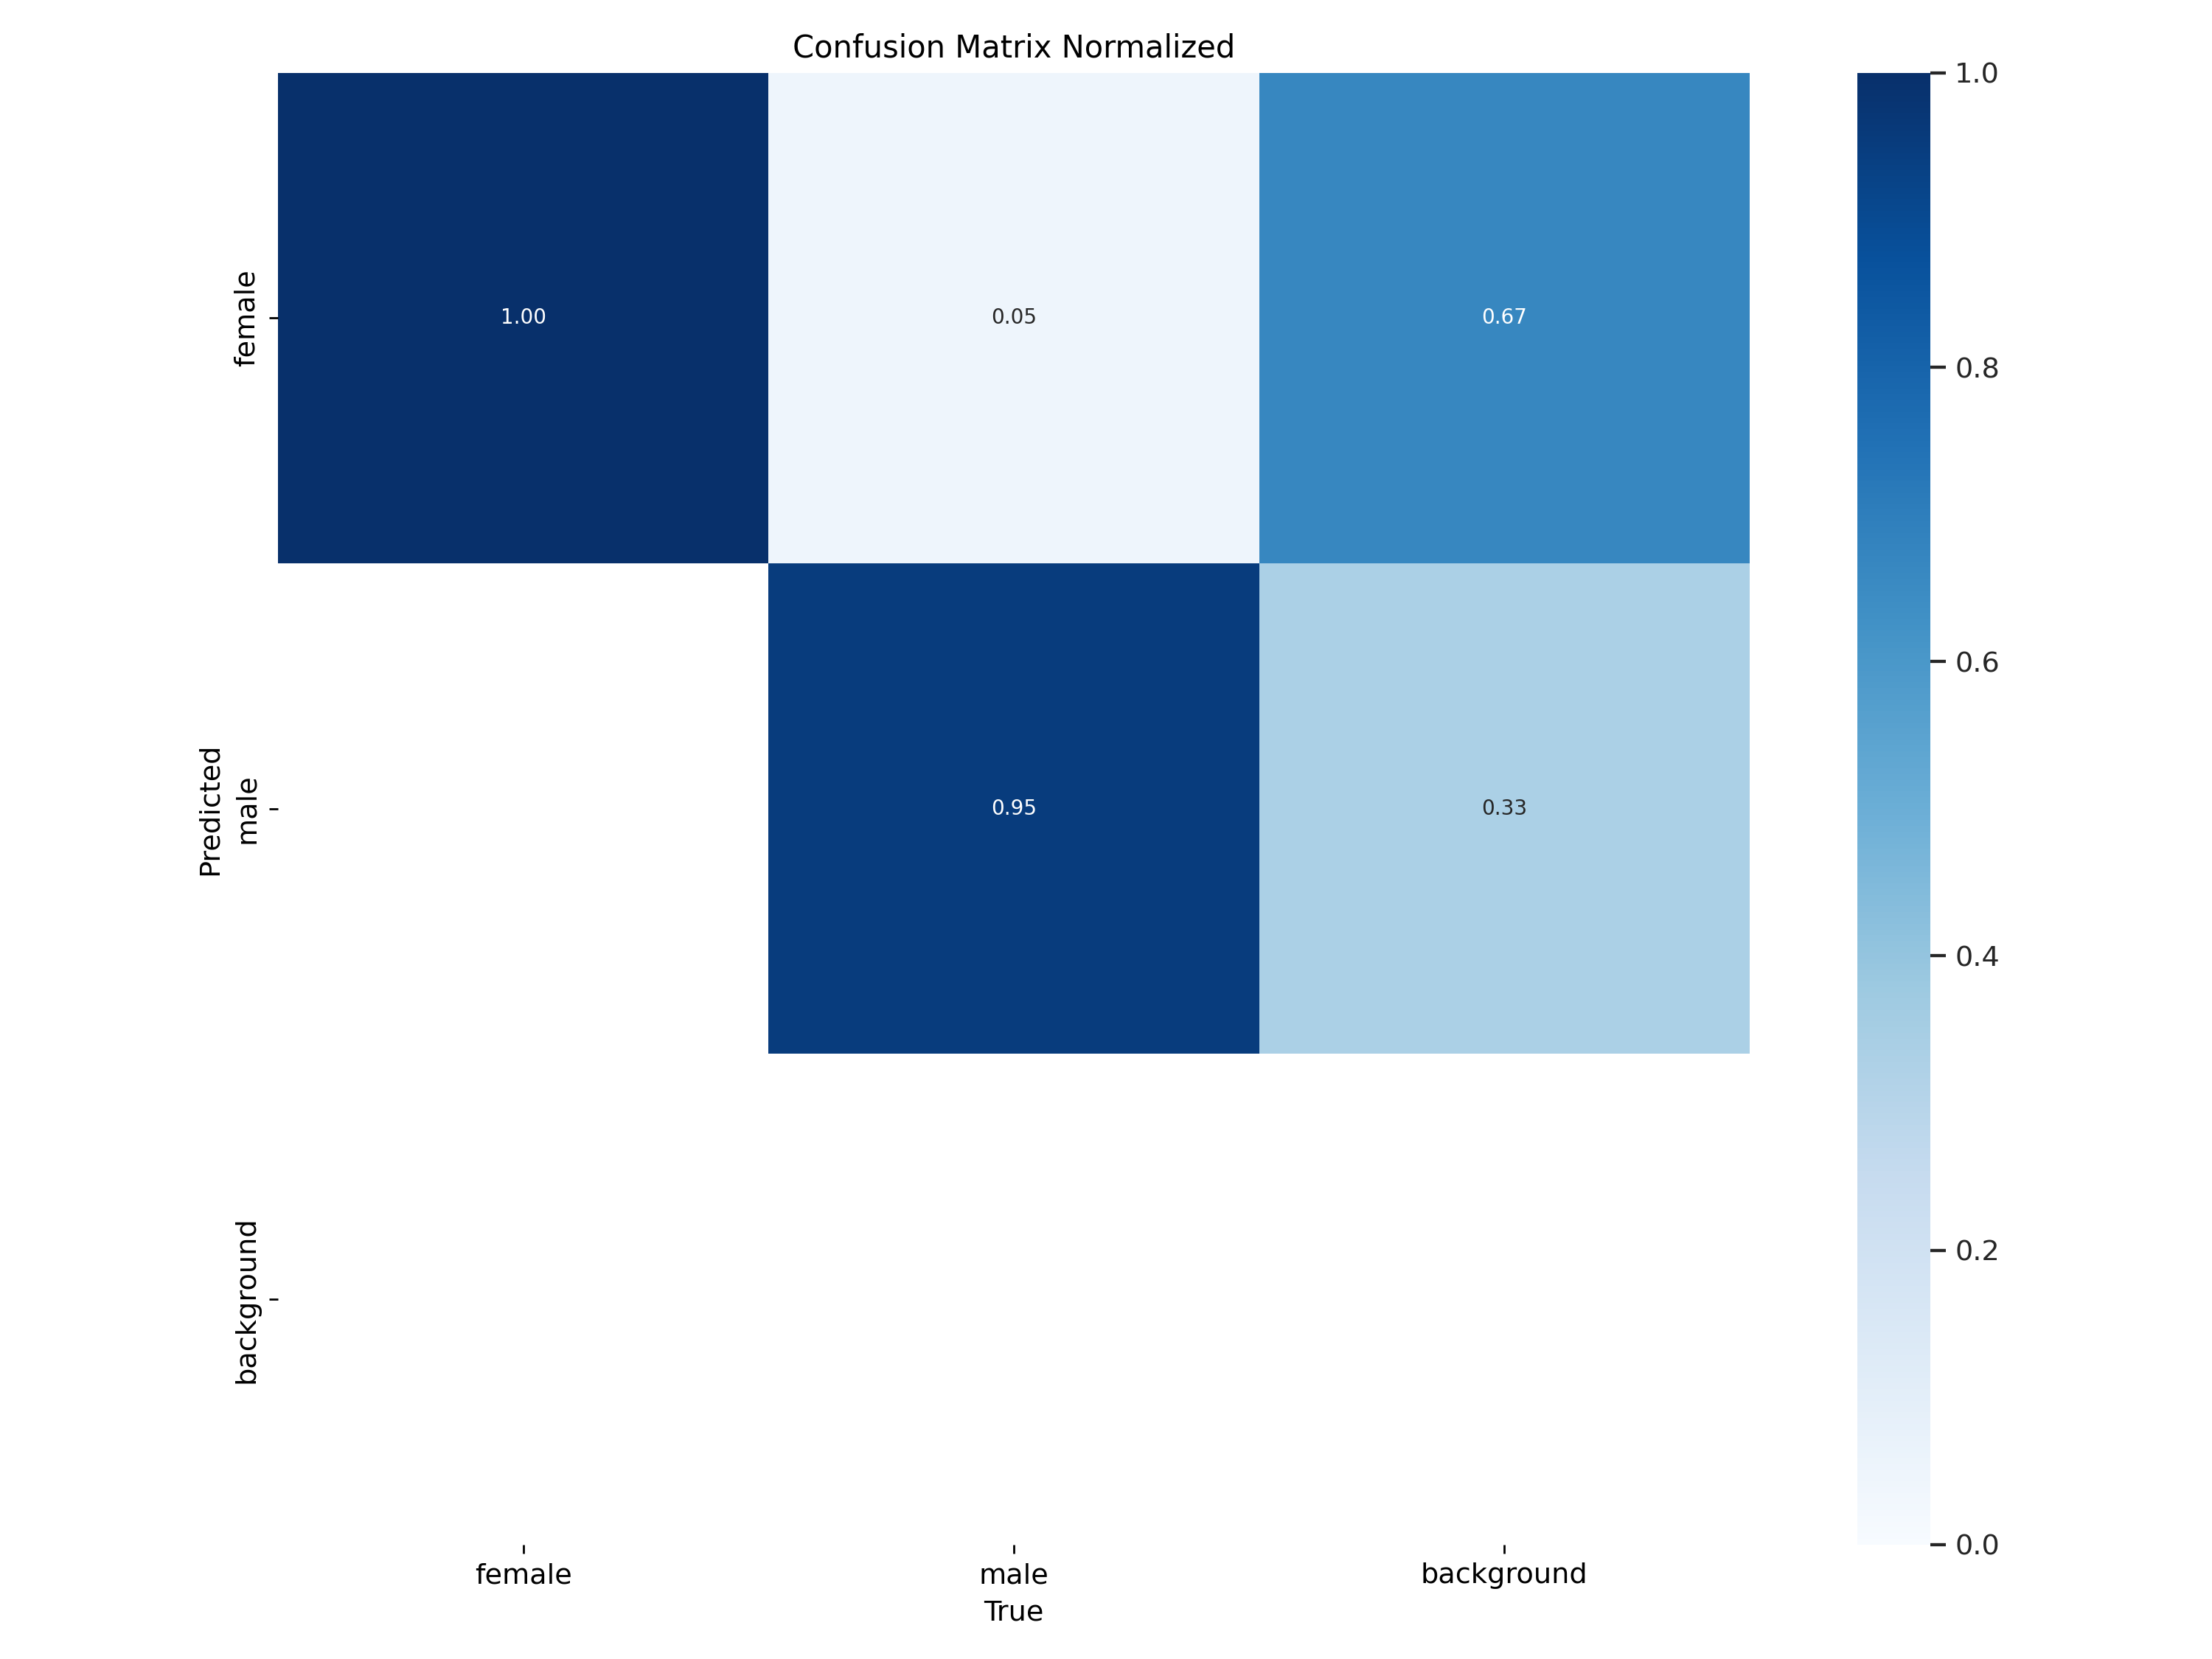 Confusion Matrix Normalized
1.0
0.8
0.6
0.4
0.2
0.0
Predicted
female
male
background
1.00
0.05
0.67
0.95
0.33
female
male
background
True